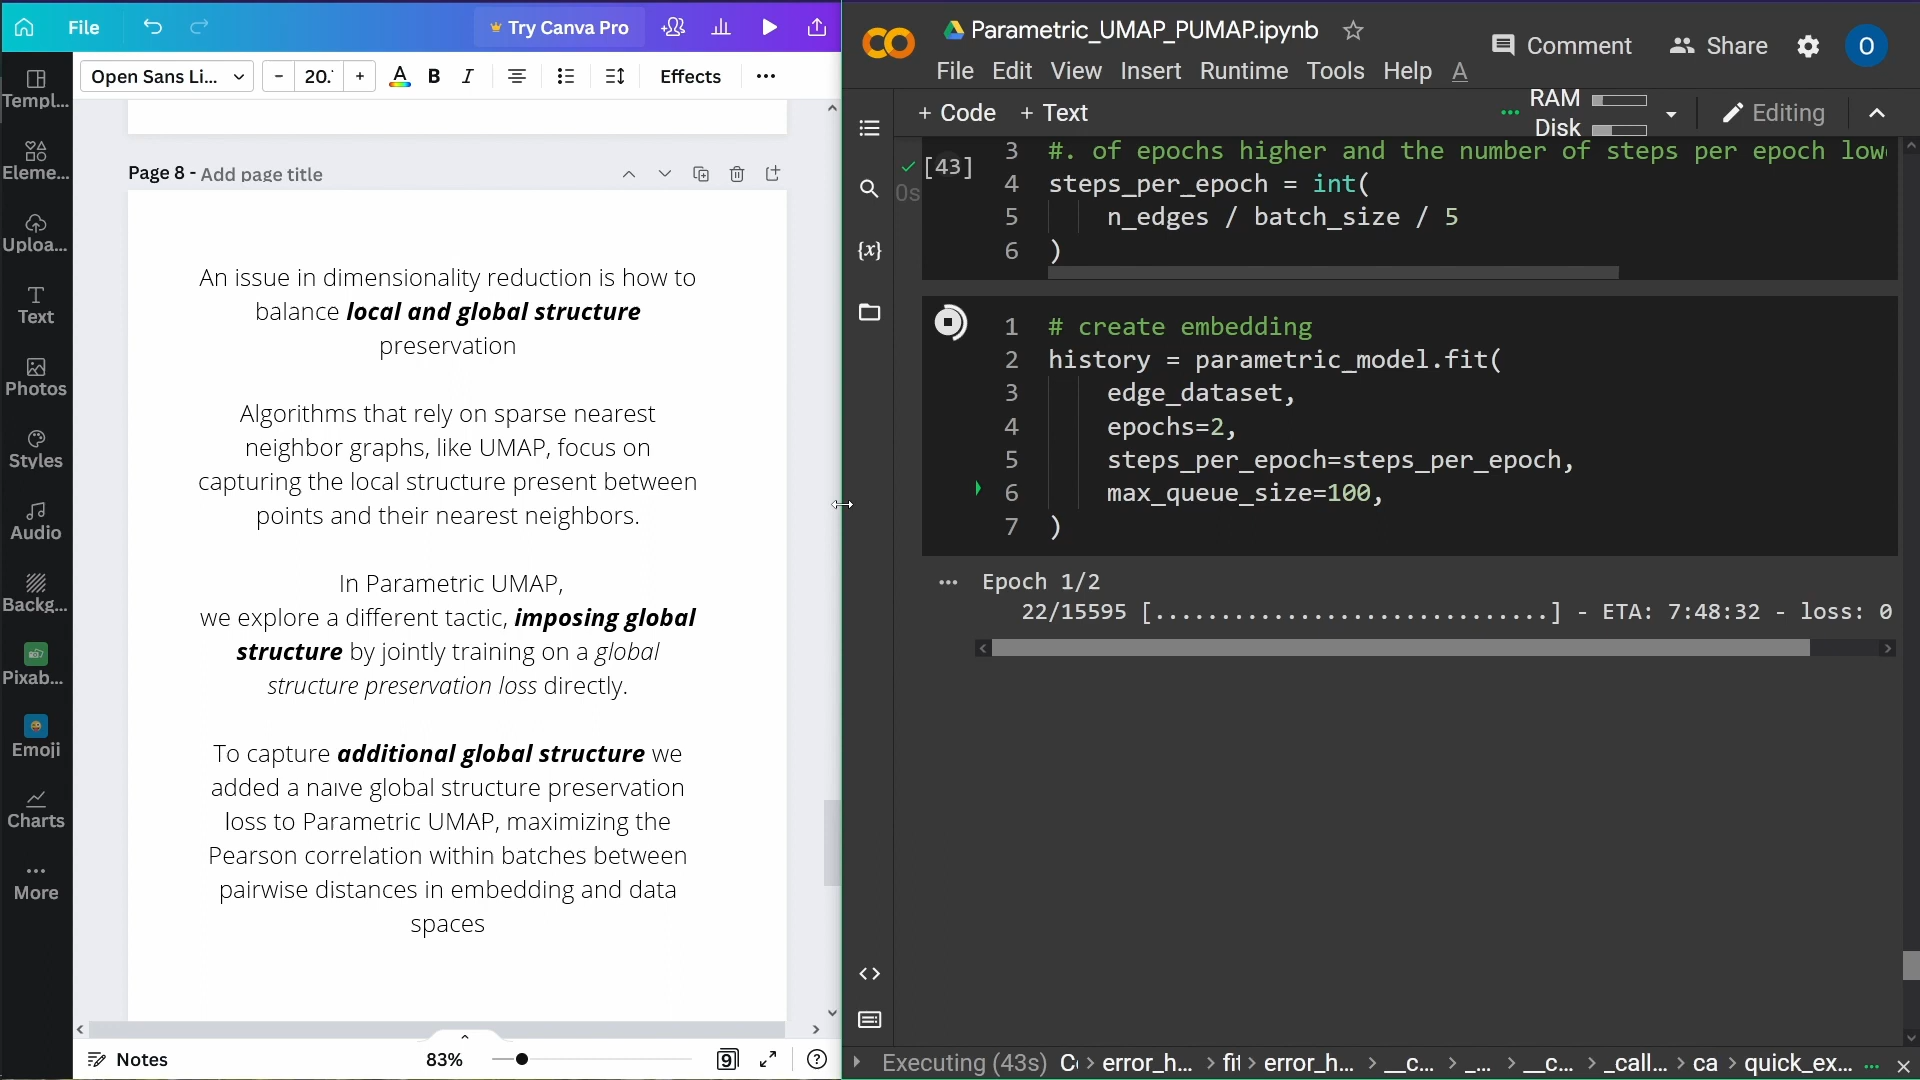 File
Try Canva Pro
Open Sans Li...
- 20. +
A
B
I
Effects
Templ...
Eleme...
Uploa...
Text
Photos
Styles
Audio
Backg...
Pixab...
Emoji
Charts
More
Page 8 - Add page title
An issue in dimensionality reduction is how to
balance local and global structure
preservation
Algorithms that rely on sparse nearest
neighbor graphs, like UMAP, focus on
capturing the local structure present between
points and their nearest neighbors.
In Parametric UMAP,
we explore a different tactic, imposing global
structure by jointly training on a global
structure preservation loss directly.
To capture additional global structure we
added a naıve global structure preservation
loss to Parametric UMAP, maximizing the
Pearson correlation within batches between
pairwise distances in embedding and data
spaces
Notes
83%
9
Parametric_UMAP_PUMAP.ipynb
Comment
Share
O
File Edit View Insert Runtime Tools Help A
+ Code + Text
RAM
Disk
Editing
{x}
[43]
0s
3 #. of epochs higher and the number of steps per epoch low
4 steps_per_epoch = int(
5 n_edges / batch_size / 5
6 )
1 # create embedding
2 history = parametric_model.fit(
3 edge_dataset,
4 epochs=2,
5 steps_per_epoch=steps_per_epoch,
6 max_queue_size=100,
7 )
... Epoch 1/2
22/15595 [..............................] - ETA: 7:48:32 - loss: 0
Executing (43s) C > error_h... > fit > error_h... > __c... > _... > __c... > _call... > ca > quick_ex... ...